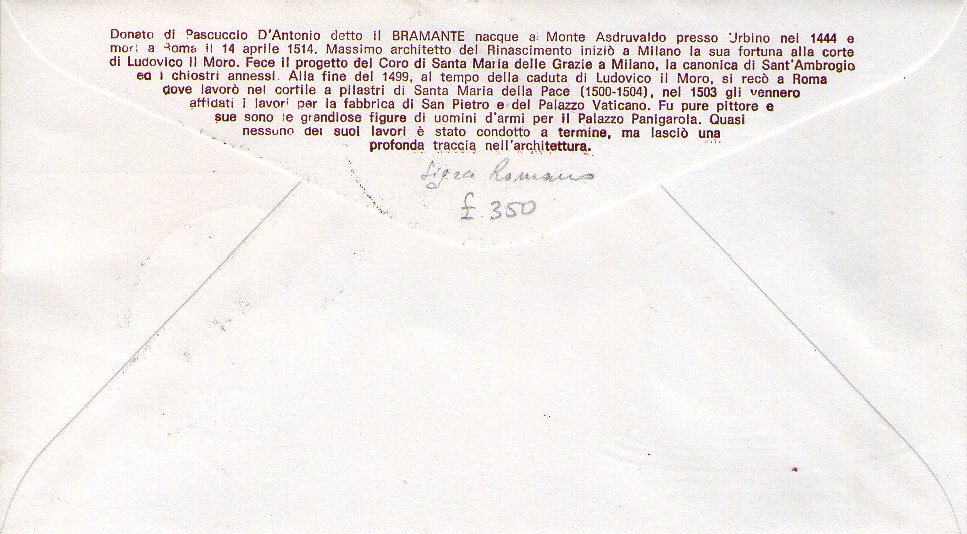 Donato di Pascuccio D'Antonio detto il BRAMANTE nacque a Monte Asdruvaldo presso Urbino nel 1444 e
morì a Roma il 14 aprile 1514. Massimo architetto del Rinascimento iniziò a Milano la sua fortuna alla corte
di Ludovico il Moro. Fece il progetto del Coro di Santa Maria delle Grazie a Milano, la canonica di Sant'Ambrogio
ed i chiostri annessi. Alla fine del 1499, al tempo della caduta di Ludovico il Moro, si recò a Roma
dove lavorò nel cortile a pilastri di Santa Maria della Pace (1500-1504), nel 1503 gli vennero
affidati i lavori per la fabbrica di San Pietro e del Palazzo Vaticano. Fu pure pittore e
sue sono le grandiose figure di uomini d'armi per il Palazzo Panigarola. Quasi
nessuno dei suoi lavori è stato condotto a termine, ma lasciò una
profonda traccia nell'architettura.
Romano
£ 350